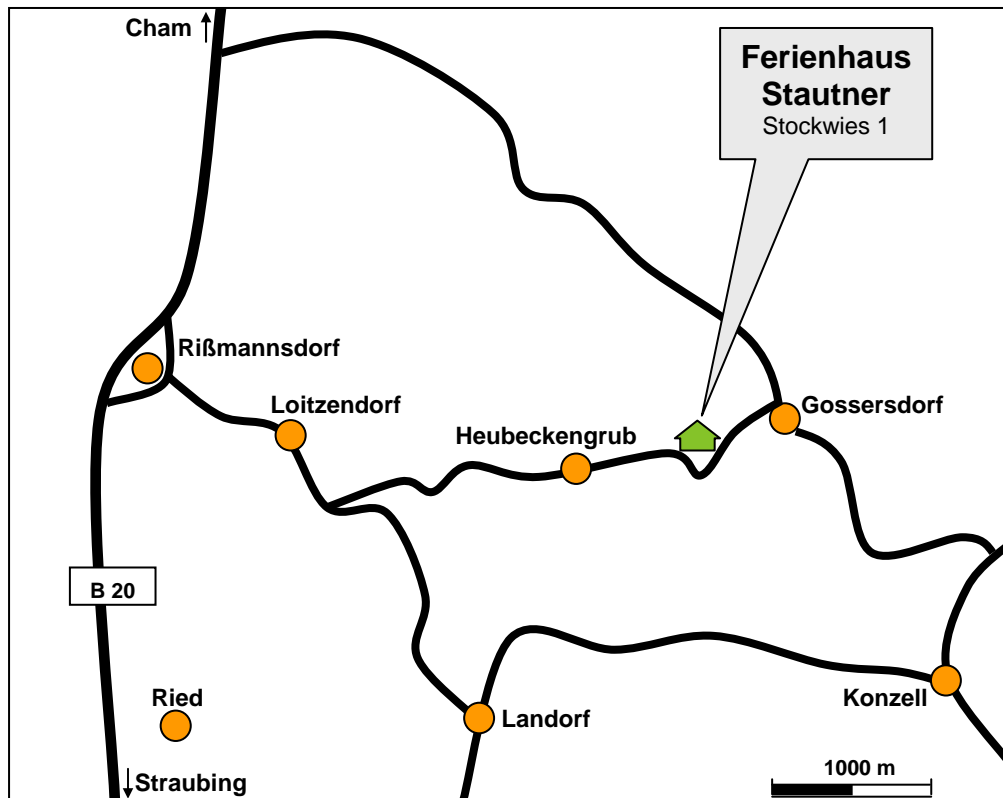 Cham
Ferienhaus
Stautner
Stockwies 1
Rißmannsdorf
Loitzendorf
Gossersdorf
Heubeckengrub
B 20
Ried
Landorf
Konzell
1000 m
Straubing